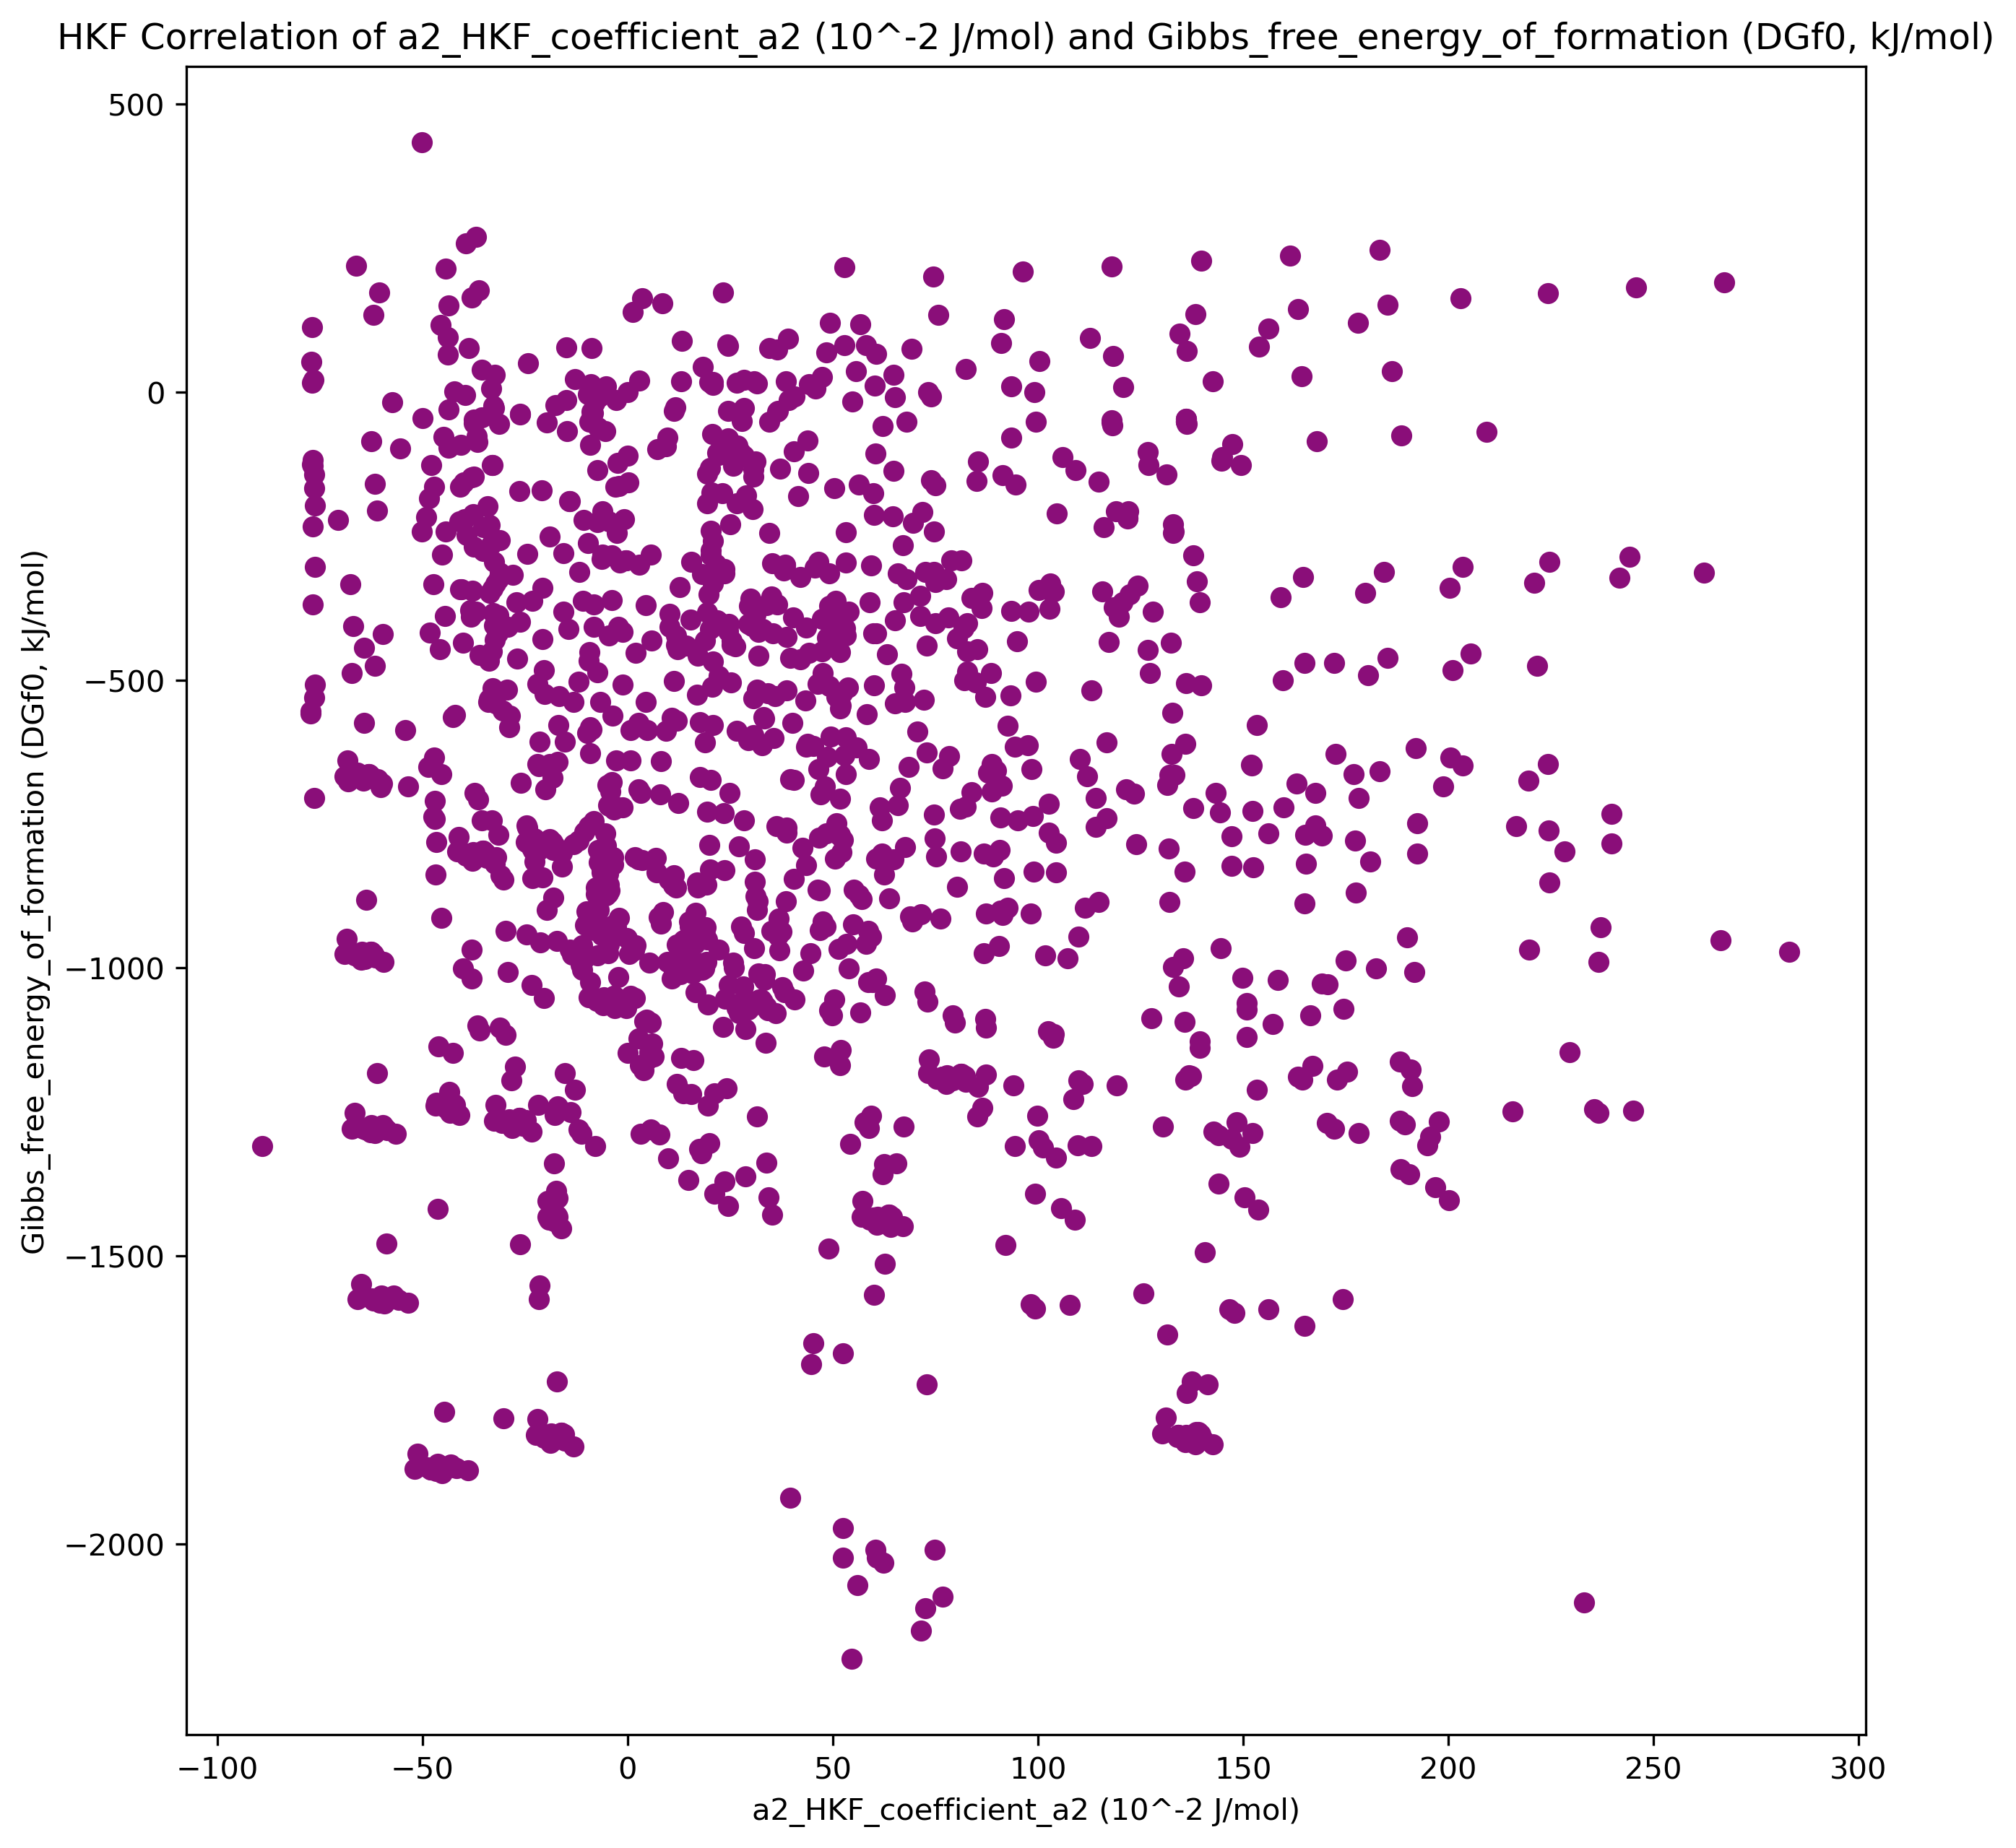 HKF Correlation of a2_HKF_coefficient_a2 (10^-2 J/mol) and Gibbs_free_energy_of_formation (DGf0, kJ/mol)
Gibbs_free_energy_of_formation (DGf0, kJ/mol)
500
0
−500
−1000
−1500
−2000
−100 −50 0 50 100 150 200 250 300
a2_HKF_coefficient_a2 (10^-2 J/mol)